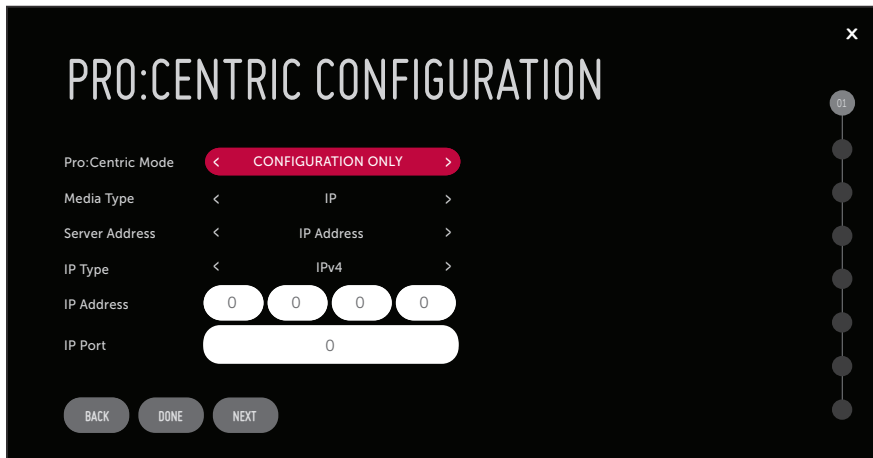 X
PRO:CENTRIC CONFIGURATION
01
Pro:Centric Mode < CONFIGURATION ONLY >
Media Type < IP >
Server Address < IP Address >
IP Type < IPv4 >
IP Address 0 0 0 0
IP Port 0
BACK DONE NEXT